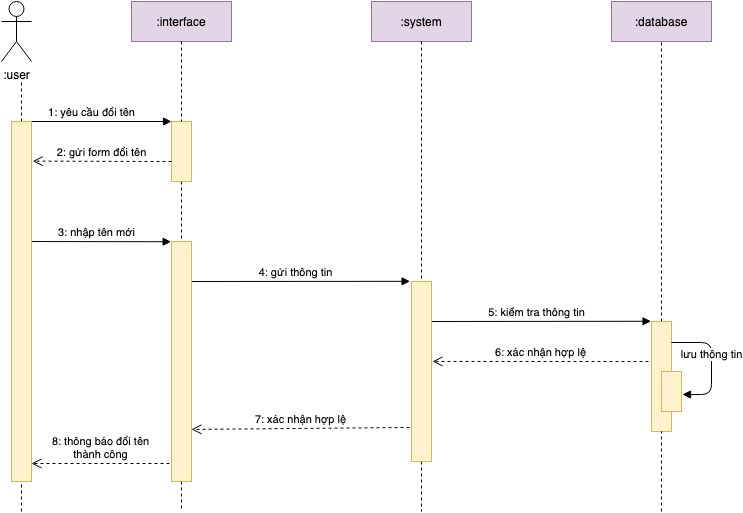 :interface
:system
:database
:user
1: yêu cầu đổi tên
2: gửi form đổi tên
3: nhập tên mới
4: gửi thông tin
5: kiểm tra thông tin
6: xác nhận hợp lệ
lưu thông tin
7: xác nhận hợp lệ
8: thông báo đổi tên
thành công